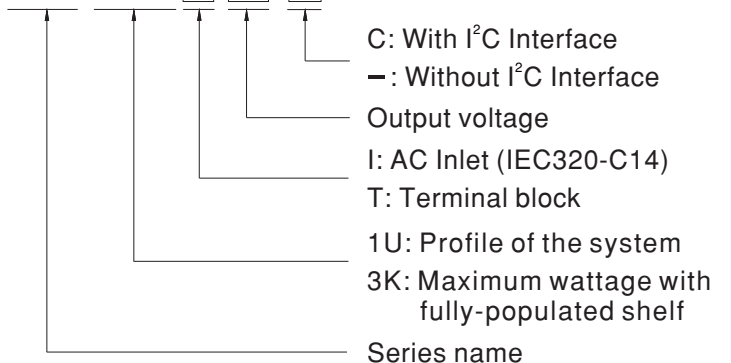 C: With I²C Interface
–: Without I²C Interface
Output voltage
I: AC Inlet (IEC320-C14)
T: Terminal block
1U: Profile of the system
3K: Maximum wattage with
fully-populated shelf
Series name